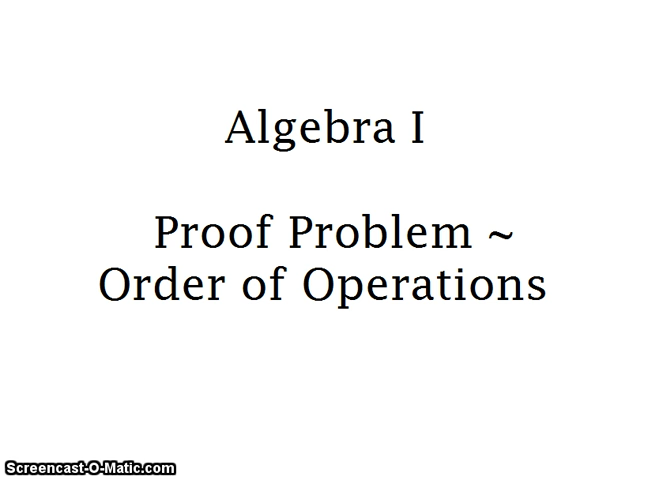 Algebra I
Proof Problem ~
Order of Operations
Screencast-O-Matic.com